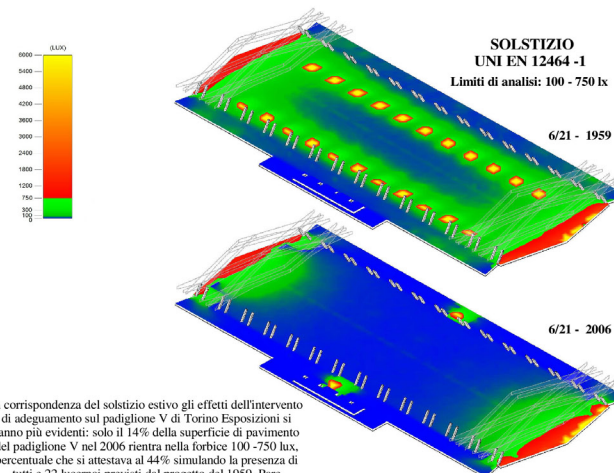 SOLSTIZIO
UNI EN 12464 -1
Limiti di analisi: 100 - 750 lx
(LUX)
6000
5400
4800
4200
3600
3000
2400
1800
1200
750
300
100
0
6/21 - 1959
6/21 - 2006
corrispondenza del solstizio estivo gli effetti dell'intervento
di adeguamento sul padiglione V di Torino Esposizioni si
anno più evidenti: solo il 14% della superficie di pavimento
del padiglione V nel 2006 rientra nella forbice 100 -750 lux,
percentuale che si attestava al 44% simulando la presenza di